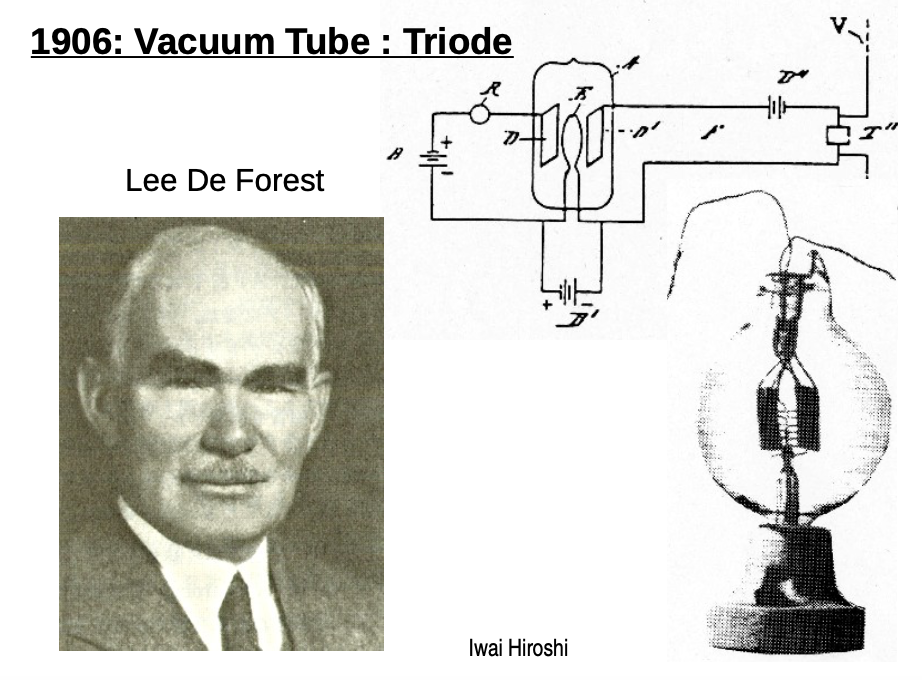 1906: Vacuum Tube : Triode
Lee De Forest
V
A
R
E
D"
D
D'
F
I"
B
+
-
+ -
B'
Iwai Hiroshi